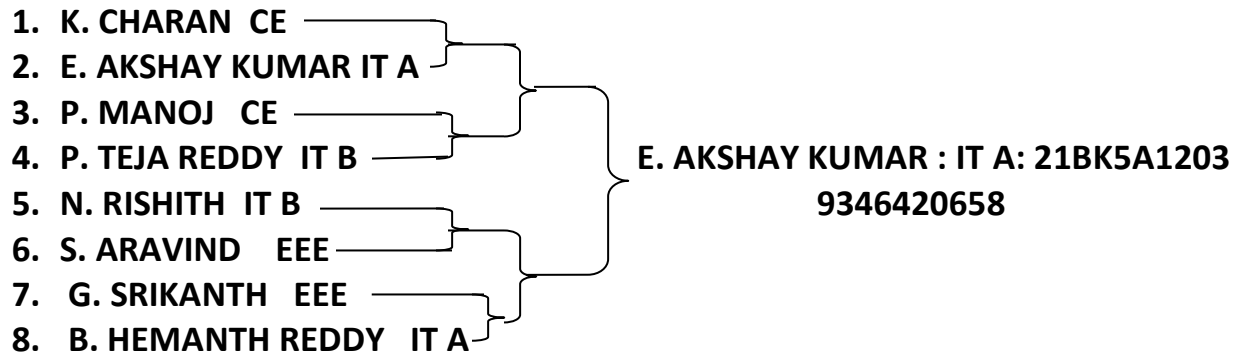 1. K. CHARAN CE
2. E. AKSHAY KUMAR IT A
3. P. MANOJ CE
4. P. TEJA REDDY IT B
E. AKSHAY KUMAR : IT A: 21BK5A1203
5. N. RISHITH IT B
9346420658
6. S. ARAVIND EEE
7. G. SRIKANTH EEE
8. B. HEMANTH REDDY IT A